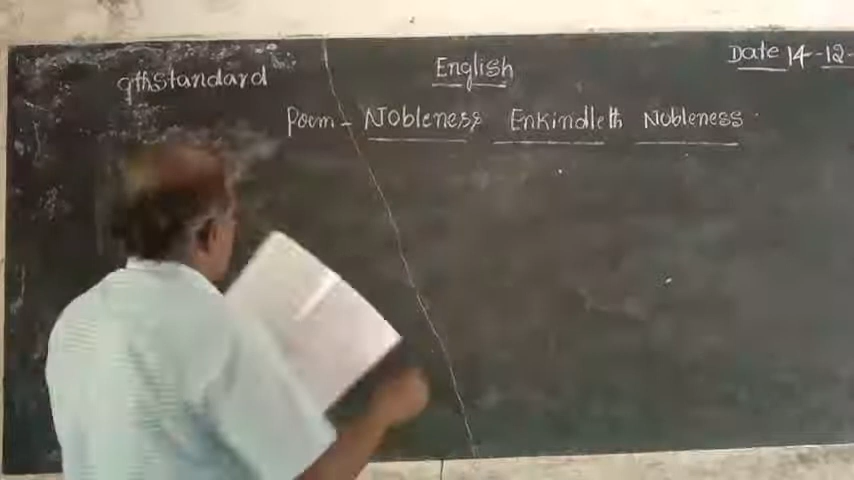 English
Date 14-12-
9thStandard
Poem - Nobleness Enkindleth Nobleness.